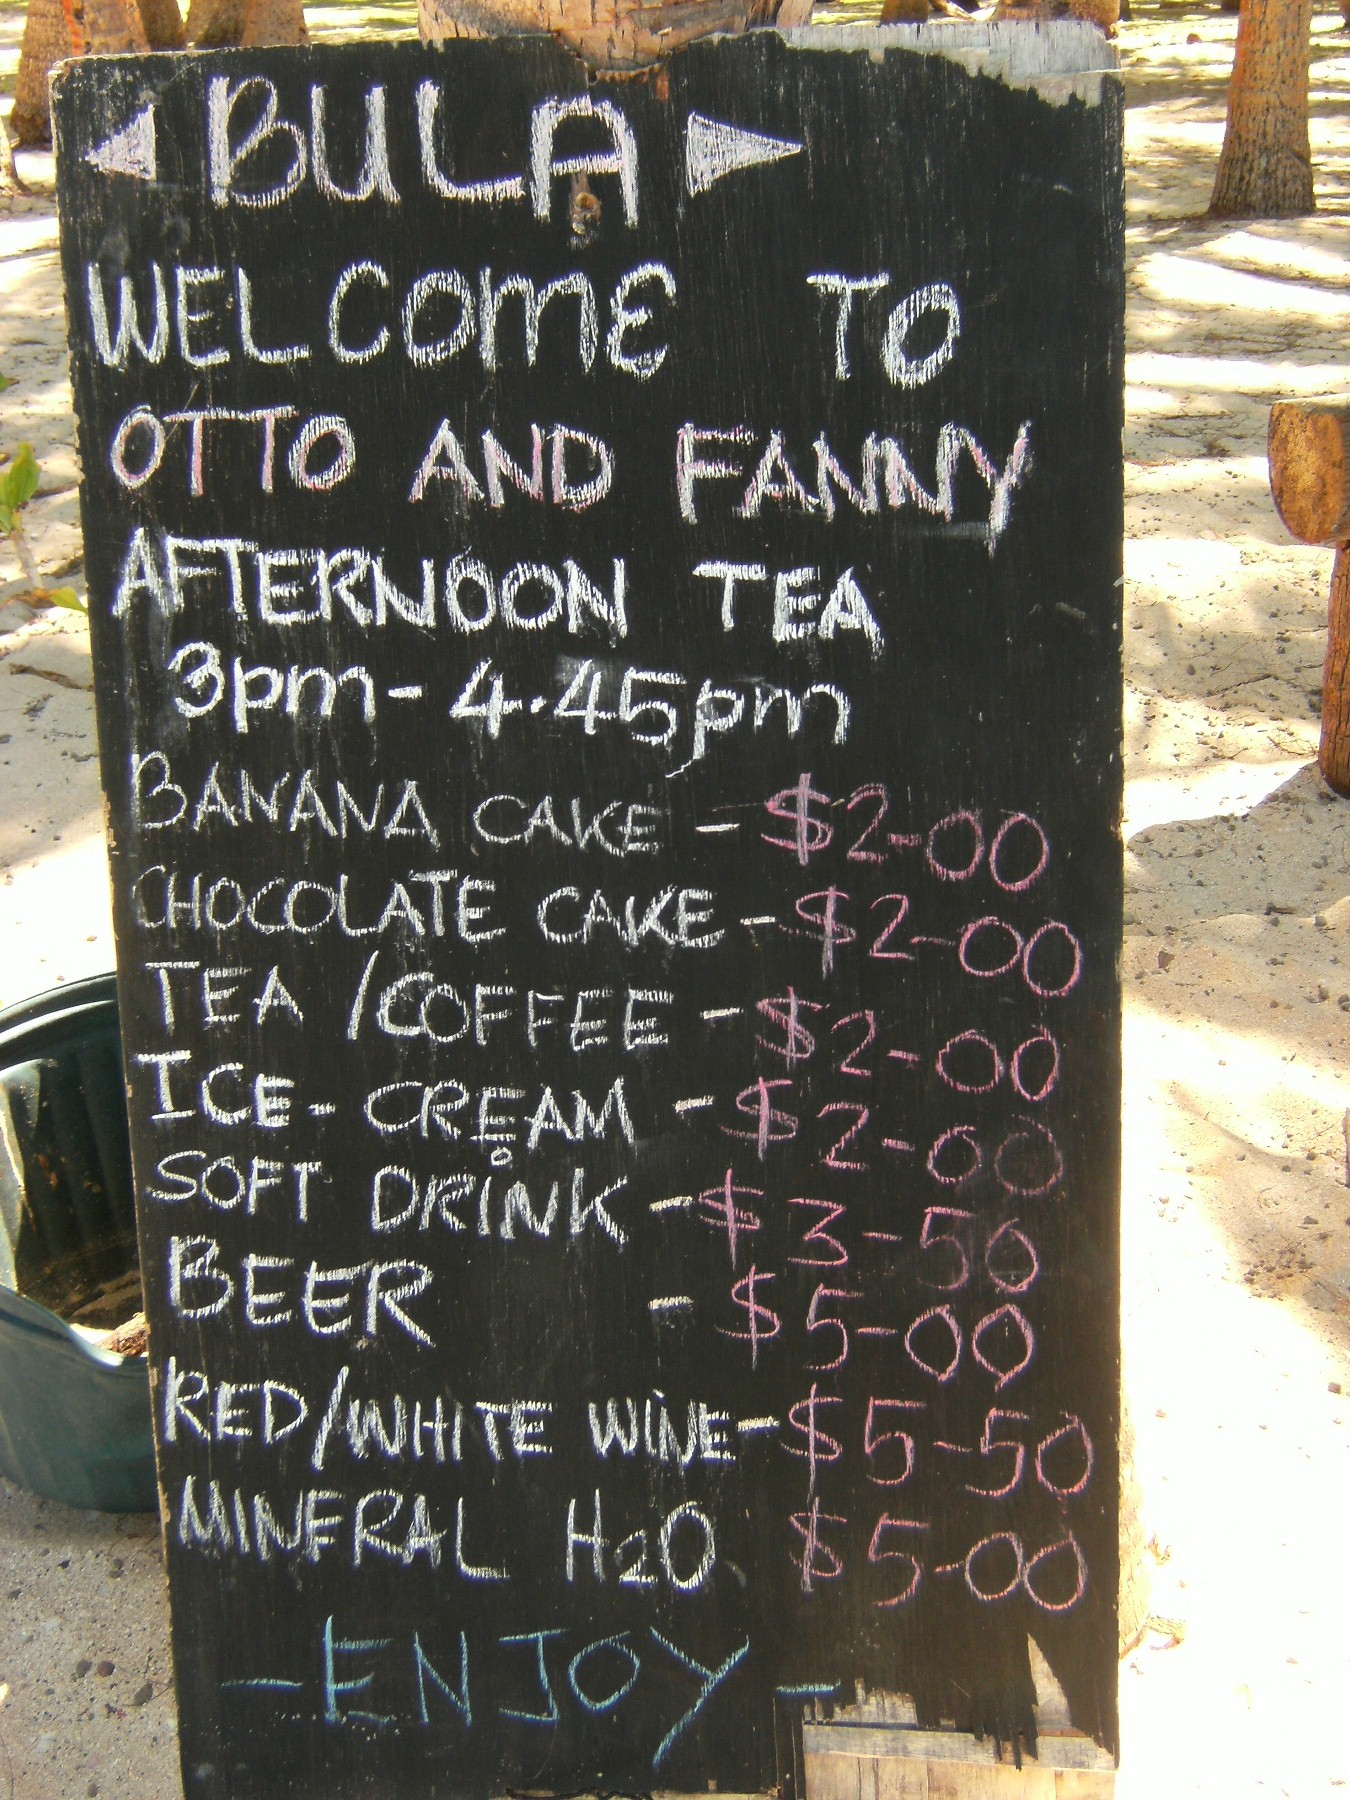 BULA
WELCOME TO
OTTO AND FANNY
AFTERNOON TEA
3pm - 4.45pm
BANANA CAKE - $2-00
CHOCOLATE CAKE - $2-00
TEA / COFFEE - $2-00
ICE-CREAM - $2-00
SOFT DRINK - $3-50
BEER - $5-00
RED/WHITE WINE - $5-50
MINERAL H2O $5-00
- ENJOY -